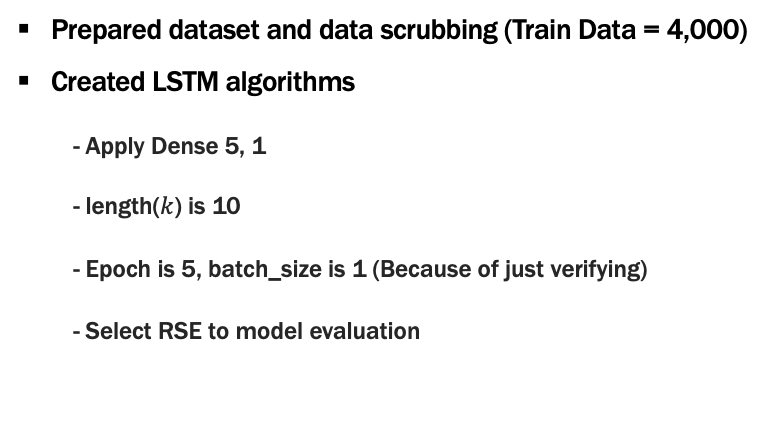 ▪ Prepared dataset and data scrubbing (Train Data = 4,000)
▪ Created LSTM algorithms
- Apply Dense 5, 1
- length(𝑘) is 10
- Epoch is 5, batch_size is 1 (Because of just verifying)
- Select RSE to model evaluation